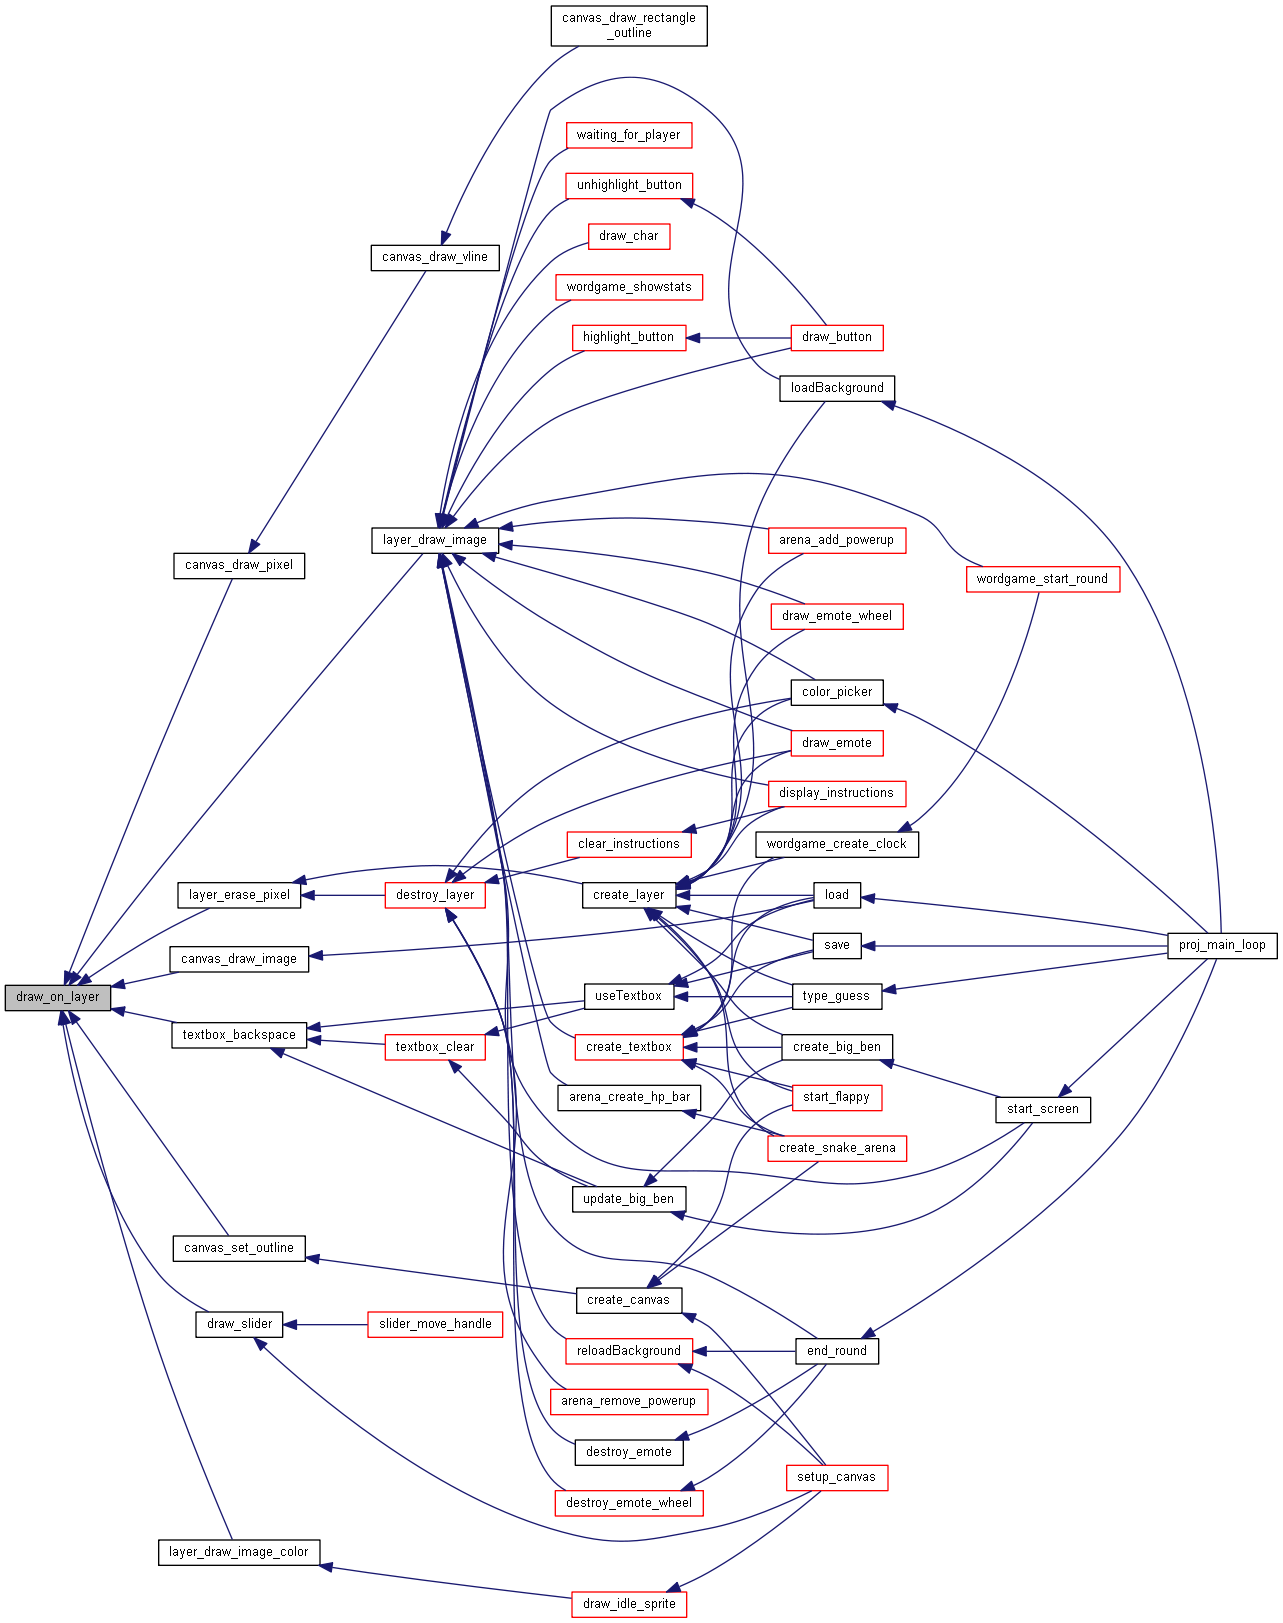 canvas_draw_rectangle
_outline
waiting_for_player
unhighlight_button
draw_char
canvas_draw_vline
wordgame_showstats
highlight_button
draw_button
loadBackground
layer_draw_image
arena_add_powerup
canvas_draw_pixel
wordgame_start_round
draw_emote_wheel
color_picker
draw_emote
display_instructions
clear_instructions
wordgame_create_clock
layer_erase_pixel
destroy_layer
create_layer
load
canvas_draw_image
save
proj_main_loop
draw_on_layer
useTextbox
type_guess
textbox_backspace
textbox_clear
create_textbox
create_big_ben
arena_create_hp_bar
start_flappy
start_screen
create_snake_arena
update_big_ben
canvas_set_outline
create_canvas
draw_slider
slider_move_handle
reloadBackground
end_round
arena_remove_powerup
destroy_emote
setup_canvas
destroy_emote_wheel
layer_draw_image_color
draw_idle_sprite